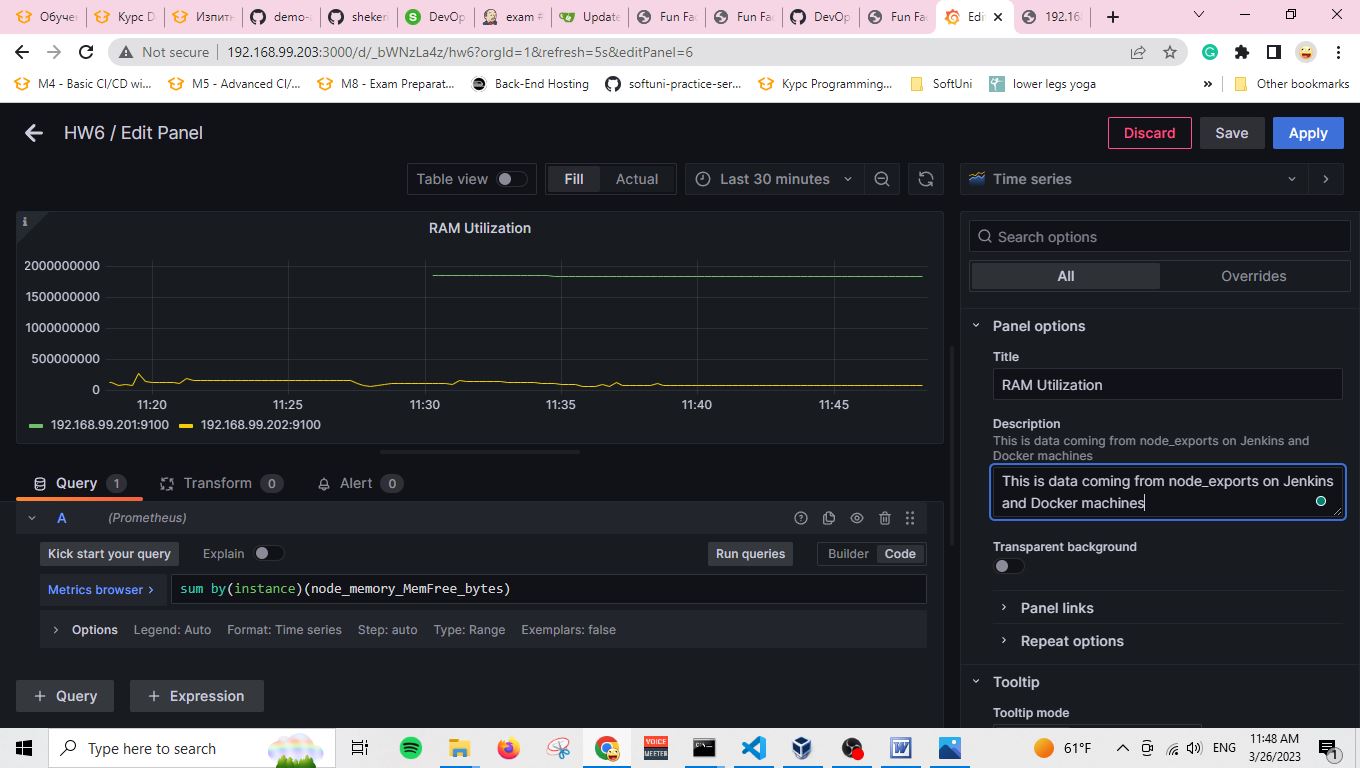 Обучен
Курс D
Изпитн
demo-a
sheken
DevOp
exam #
Update
Fun Fac
Fun Fac
DevOp
Fun Fac
Edi
192.168
Not secure
192.168.99.203:3000/d/_bWNzLa4z/hw6?orgId=1&refresh=5s&editPanel=6
M4 - Basic CI/CD wi...
M5 - Advanced CI/...
M8 - Exam Preparat...
Back-End Hosting
softuni-practice-ser...
Курс Programming...
SoftUni
lower legs yoga
»
Other bookmarks
HW6 / Edit Panel
Discard
Save
Apply
Table view
Fill
Actual
Last 30 minutes
Time series
RAM Utilization
2000000000
1500000000
1000000000
500000000
0
11:20
11:25
11:30
11:35
11:40
11:45
192.168.99.201:9100
192.168.99.202:9100
Query
1
Transform
0
Alert
0
A
(Prometheus)
Kick start your query
Explain
Run queries
Builder
Code
Metrics browser >
sum by(instance)(node_memory_MemFree_bytes)
Options
Legend: Auto
Format: Time series
Step: auto
Type: Range
Exemplars: false
+ Query
+ Expression
Search options
All
Overrides
Panel options
Title
RAM Utilization
Description
This is data coming from node_exports on Jenkins and
Docker machines
This is data coming from node_exports on Jenkins
and Docker machines
Transparent background
Panel links
Repeat options
Tooltip
Tooltip mode
Type here to search
VOICE
MEETER
61°F
ENG
11:48 AM
3/26/2023
1